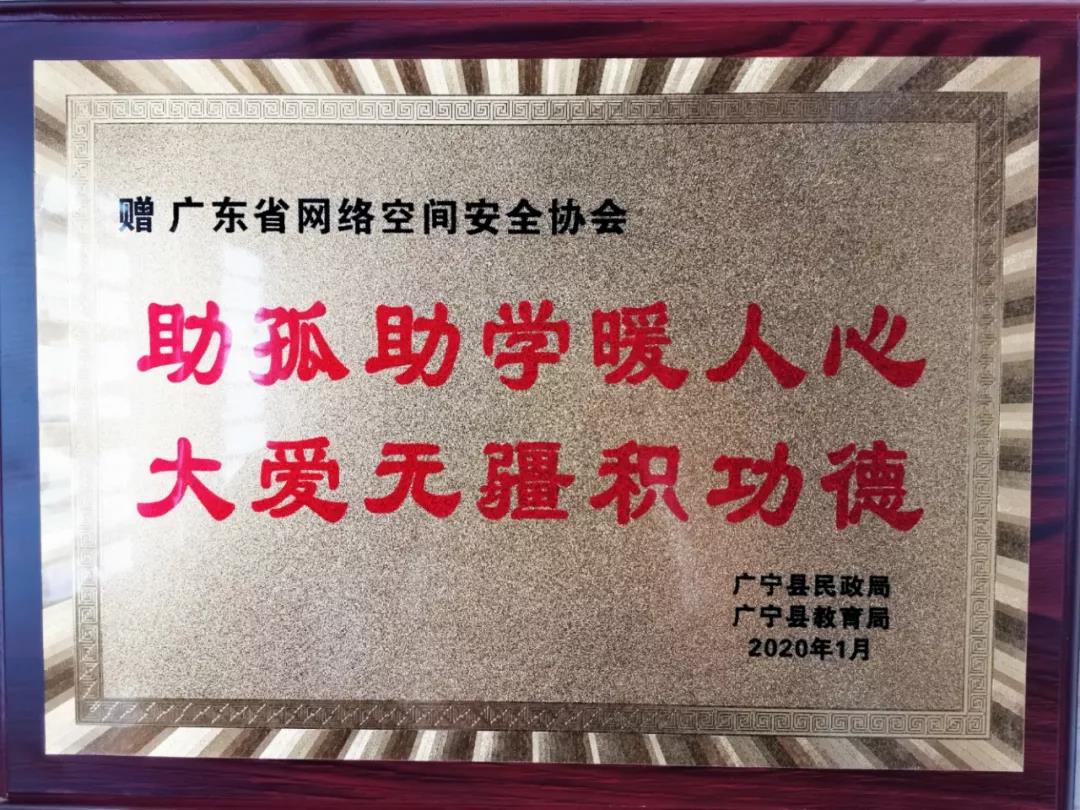 赠 广东省网络空间安全协会
助孤助学暖人心
大爱无疆积功德
广宁县民政局
广宁县教育局
2020年1月